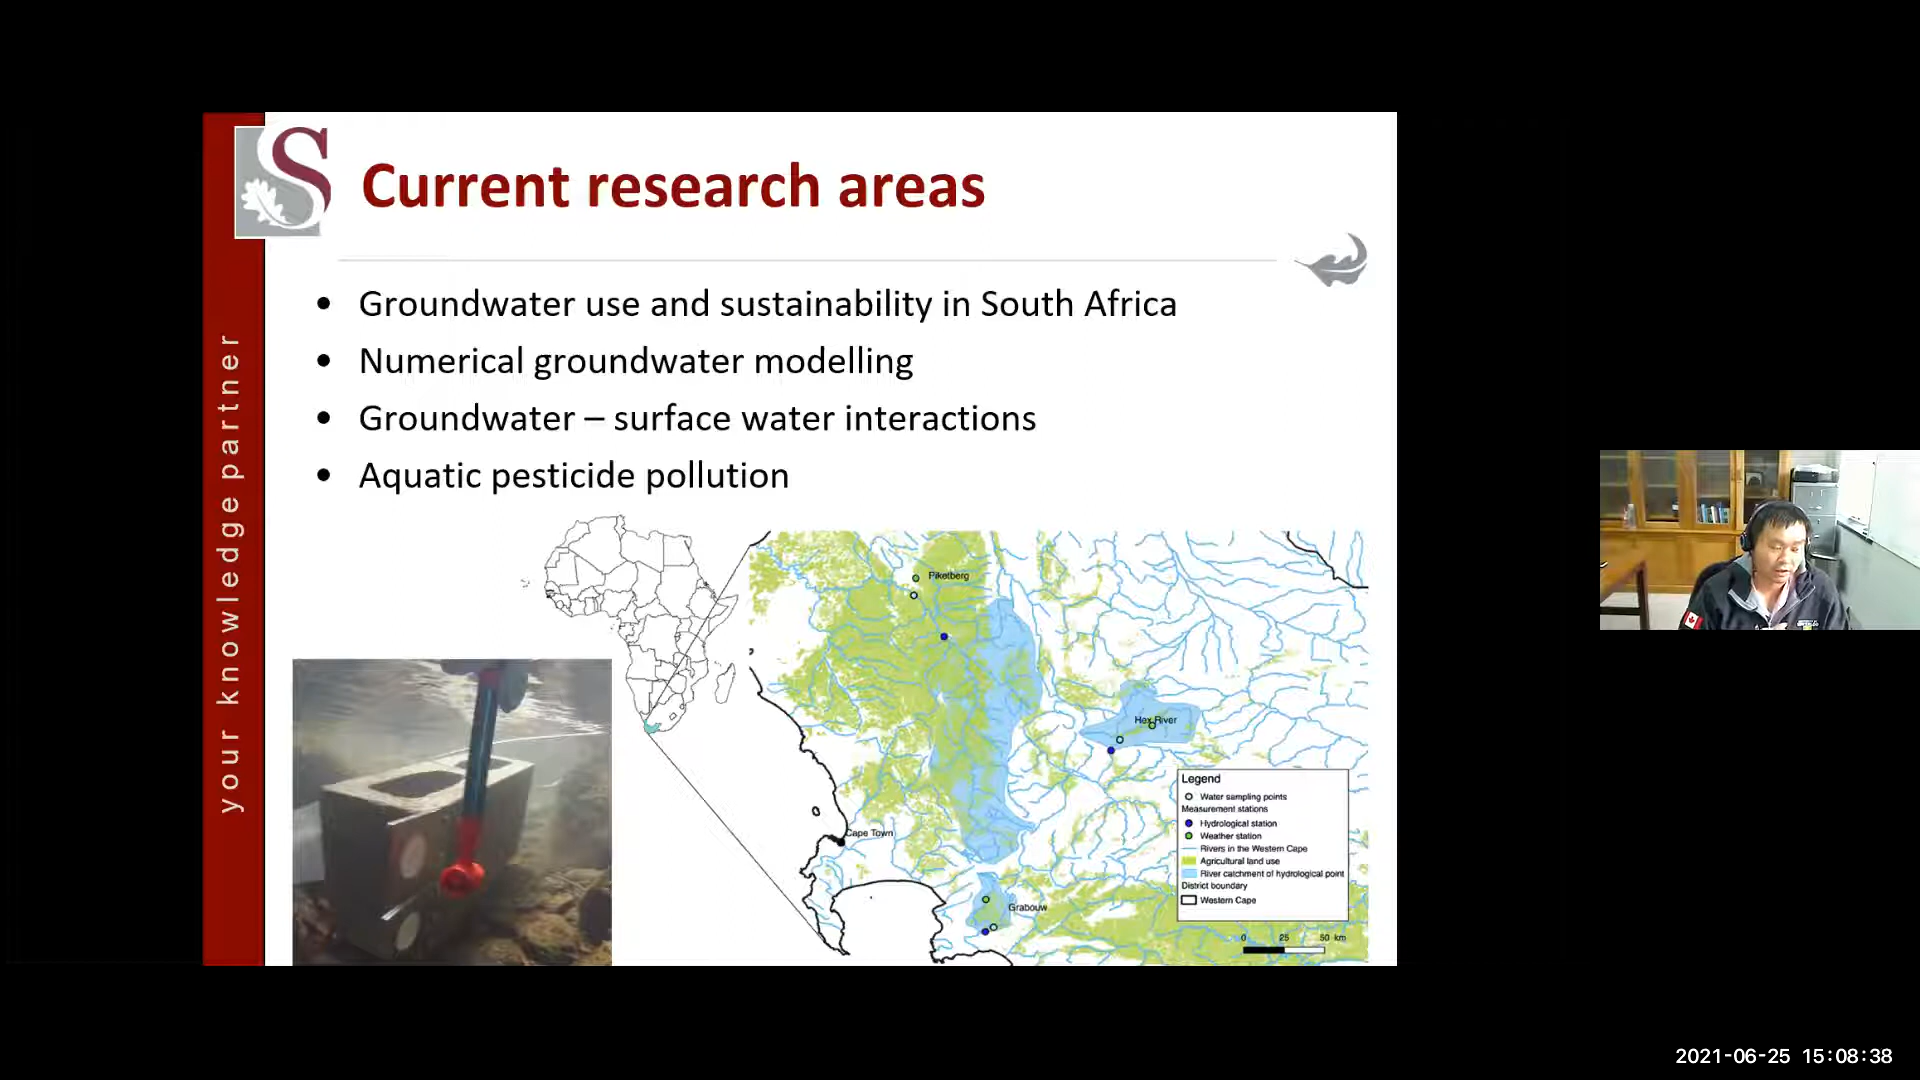 S
Current research areas
your knowledge partner
• Groundwater use and sustainability in South Africa
• Numerical groundwater modelling
• Groundwater – surface water interactions
• Aquatic pesticide pollution
Piketberg
Hex River
Cape Town
Grabouw
Legend
Water sampling points
Measurement stations
Hydrological station
Weather station
Rivers in the Western Cape
Agricultural land use
River catchment of hydrological point
District boundary
Western Cape
0 25 50 km
2021-06-25 15:08:38